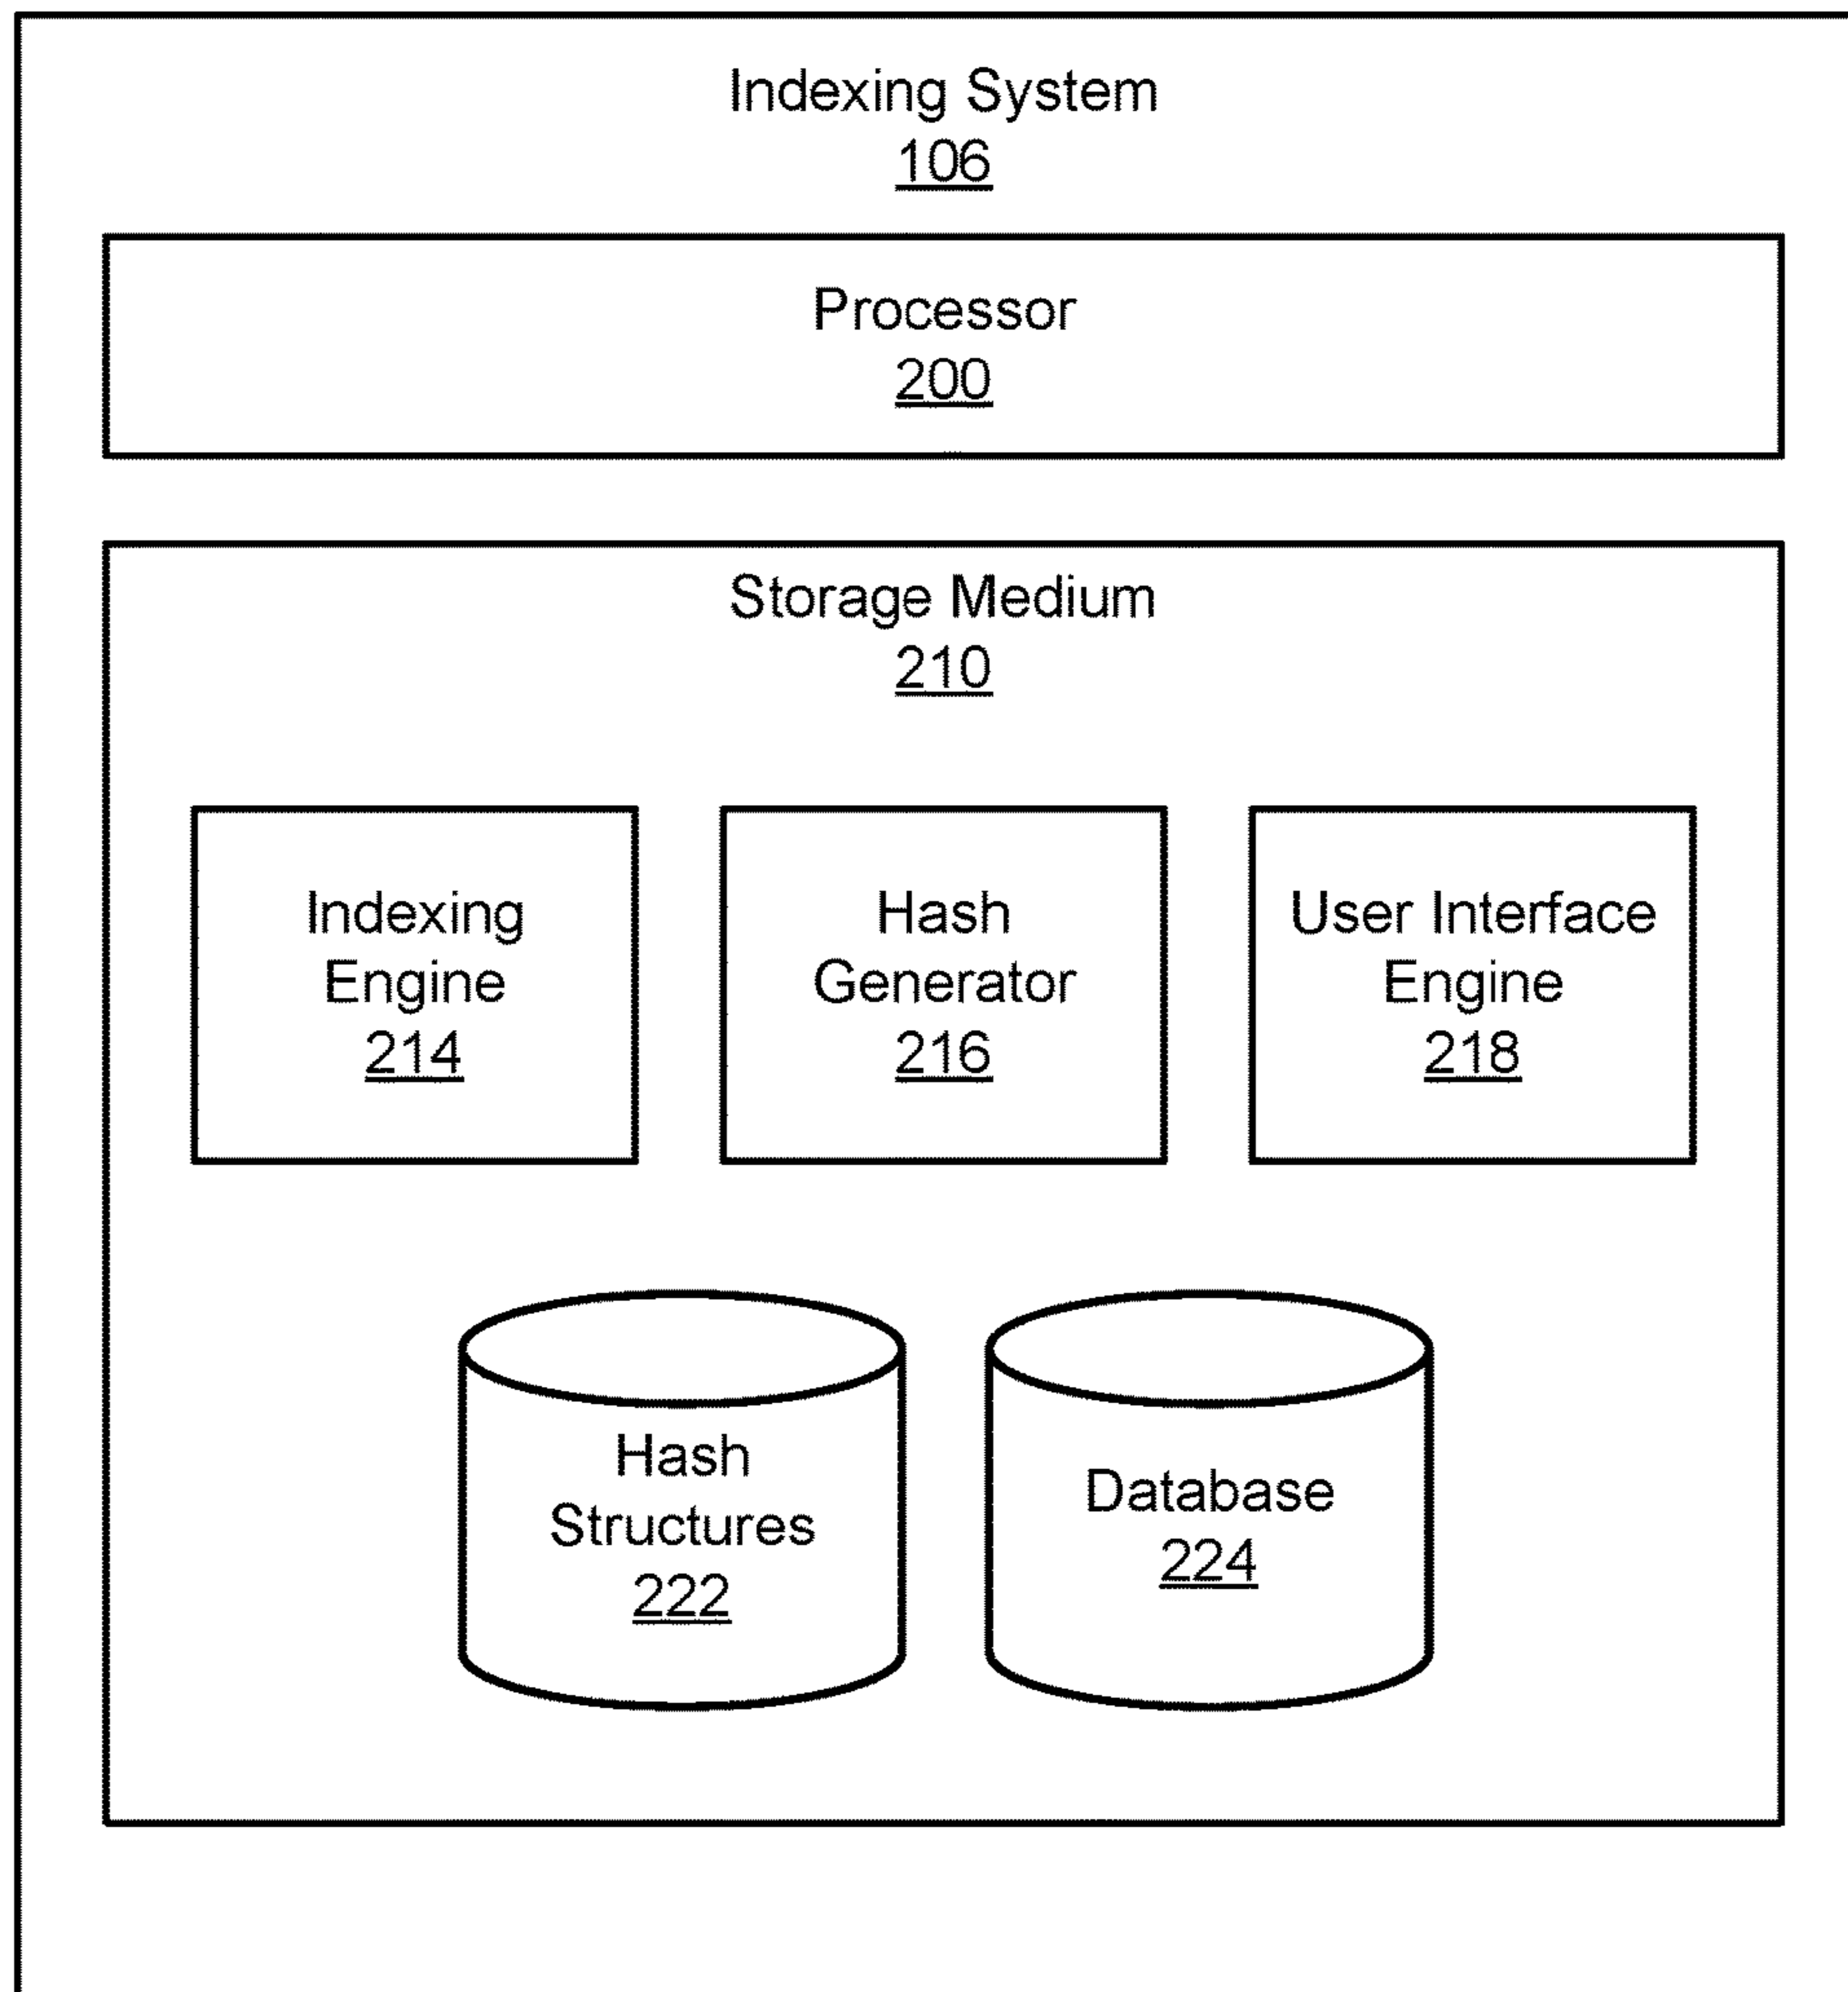 Indexing System
106
Processor
200
Storage Medium
210
Indexing
Engine
214
Hash
Generator
216
User Interface
Engine
218
Hash
Structures
222
Database
224